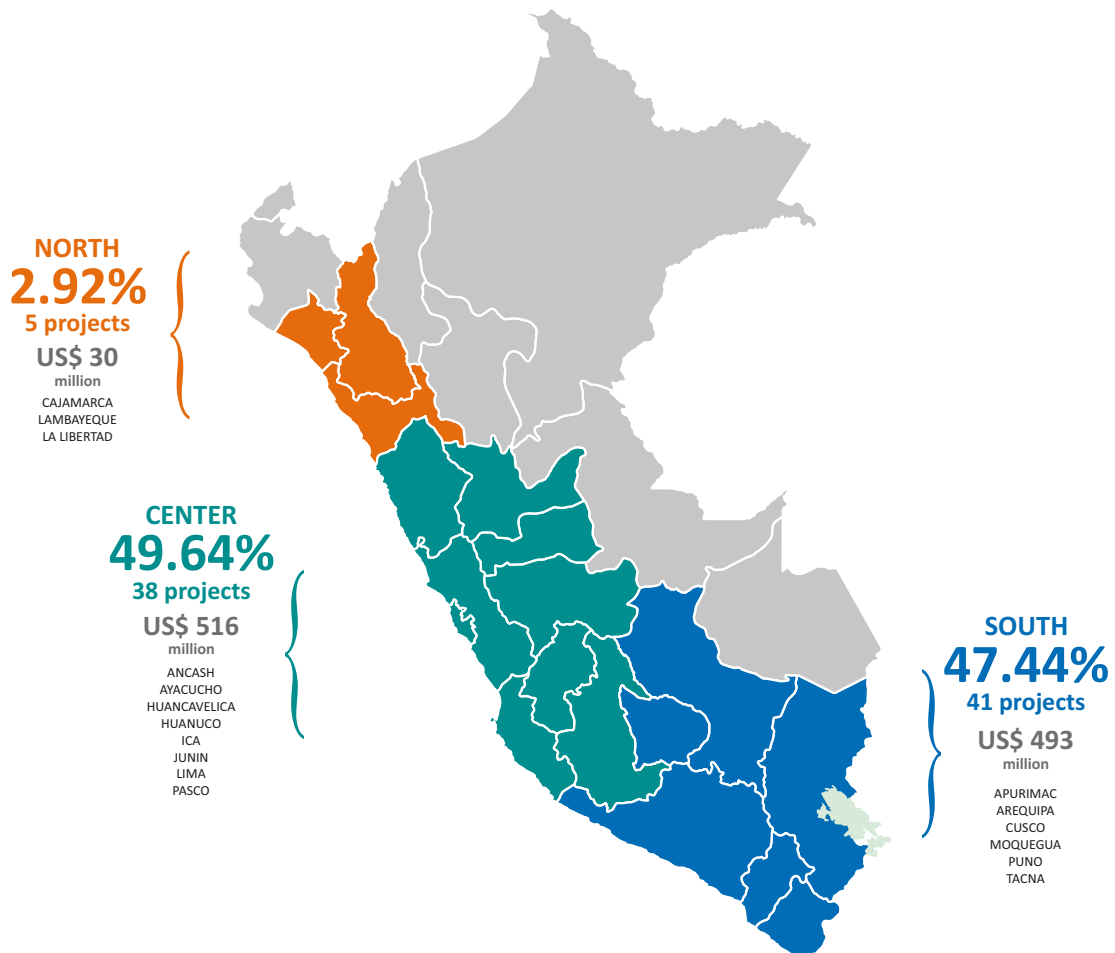 NORTH
2.92%
5 projects
US$ 30
million
CAJAMARCA
LAMBAYEQUE
LA LIBERTAD
CENTER
49.64%
38 projects
US$ 516
million
ANCASH
AYACUCHO
HUANCAVELICA
HUANUCO
ICA
JUNIN
LIMA
PASCO
SOUTH
47.44%
41 projects
US$ 493
million
APURIMAC
AREQUIPA
CUSCO
MOQUEGUA
PUNO
TACNA